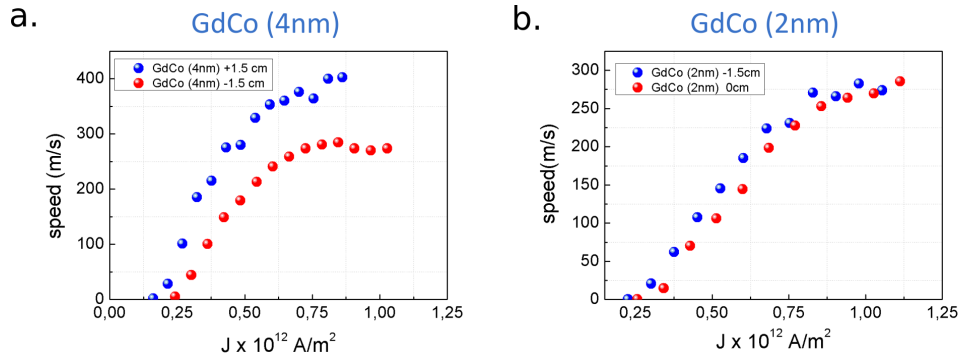 a.
GdCo (4nm)
GdCo (4nm) +1.5 cm
GdCo (4nm) -1.5 cm
speed (m/s)
400
300
200
100
0
0,00 0,25 0,50 0,75 1,00 1,25
J x 10¹² A/m²
b.
GdCo (2nm)
GdCo (2nm) -1.5cm
GdCo (2nm) 0cm
speed(m/s)
300
250
200
150
100
50
0
0,25 0,50 0,75 1,00 1,25
J x 10¹² A/m²